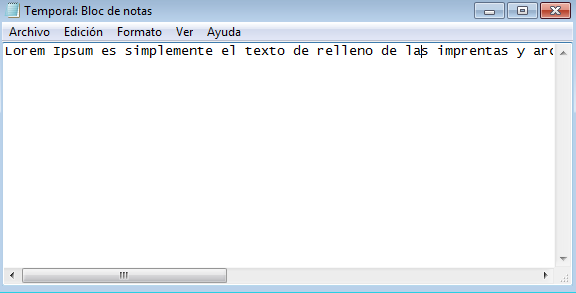 Temporal: Bloc de notas
Archivo Edición Formato Ver Ayuda
Lorem Ipsum es simplemente el texto de relleno de las imprentas y